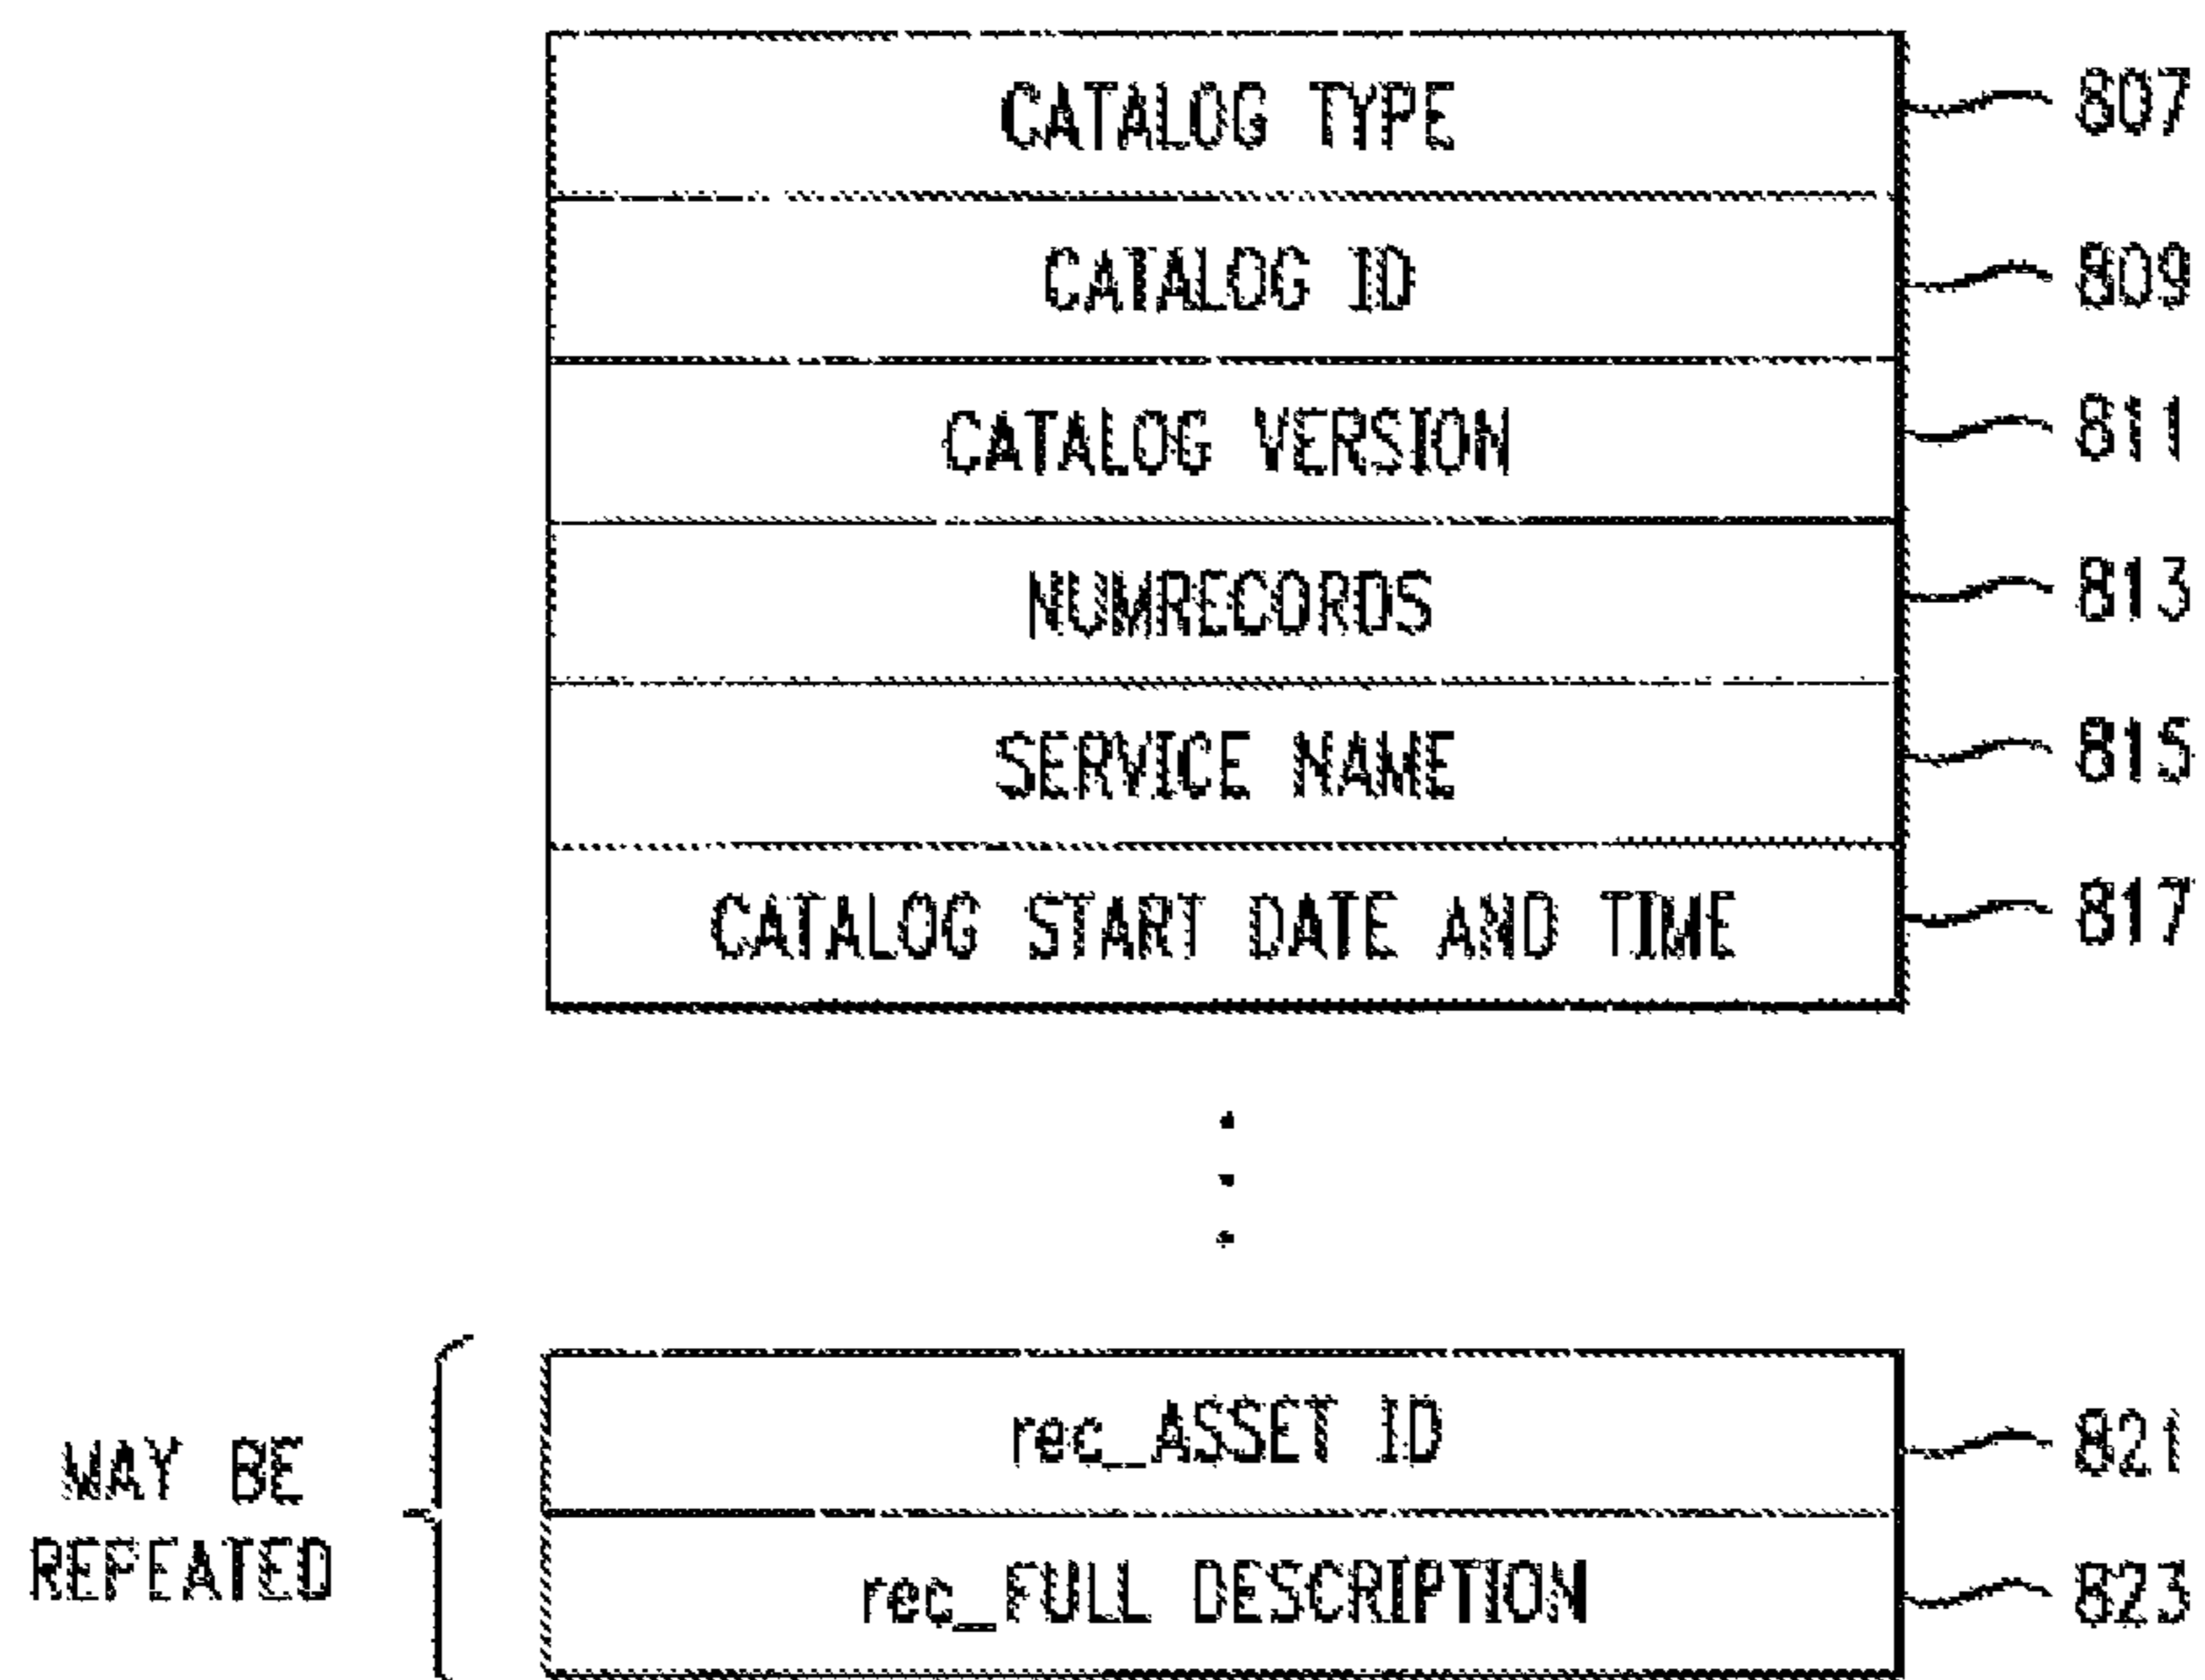 CATALOG TYPE 807
CATALOG ID 809
CATALOG VERSION 811
NUMRECORDS 813
SERVICE NAME 815
CATALOG START DATE AND TIME 817
rec_ASSET ID 821
MAY BE
REPEATED
rec_FULL DESCRIPTION 823